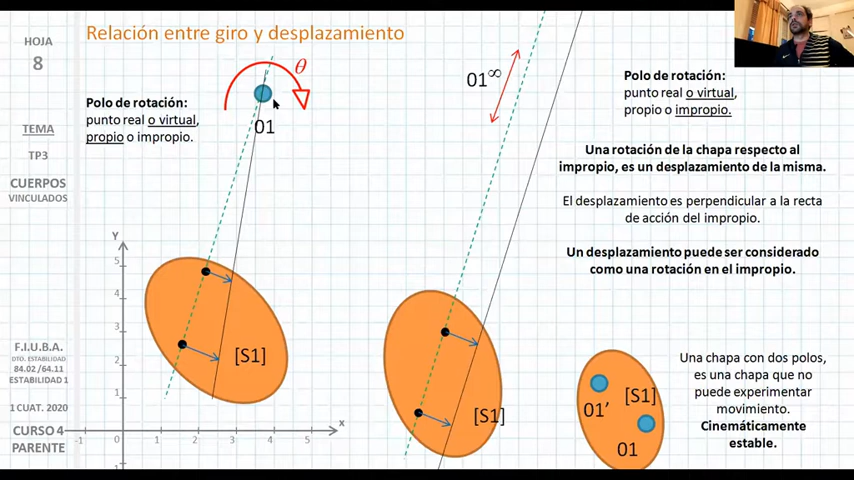 HOJA
8
TEMA
TP3
CUERPOS
VINCULADOS
F.I.U.B.A.
DTO. ESTABILIDAD
84.02 /64.11
ESTABILIDAD 1
1 CUAT. 2020
CURSO 4
PARENTE
Relación entre giro y desplazamiento
Polo de rotación:
punto real o virtual,
propio o impropio.
θ
01
Y
5
4
3
2
1
0
-1
-1 0 1 2 3 4 5
x
[S1]
01∞
[S1]
Polo de rotación:
punto real o virtual,
propio o impropio.
Una rotación de la chapa respecto al
impropio, es un desplazamiento de la misma.
El desplazamiento es perpendicular a la recta
de acción del impropio.
Un desplazamiento puede ser considerado
como una rotación en el impropio.
01’
[S1]
01
Una chapa con dos polos,
es una chapa que no
puede experimentar
movimiento.
Cinemáticamente
estable.